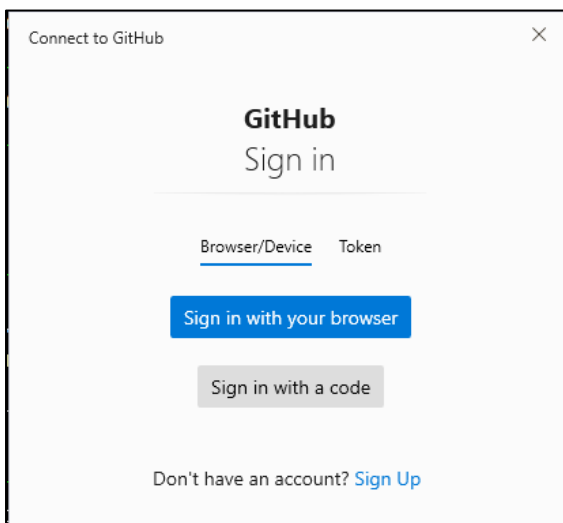 Connect to GitHub
GitHub
Sign in
Browser/Device Token
Sign in with your browser
Sign in with a code
Don't have an account? Sign Up